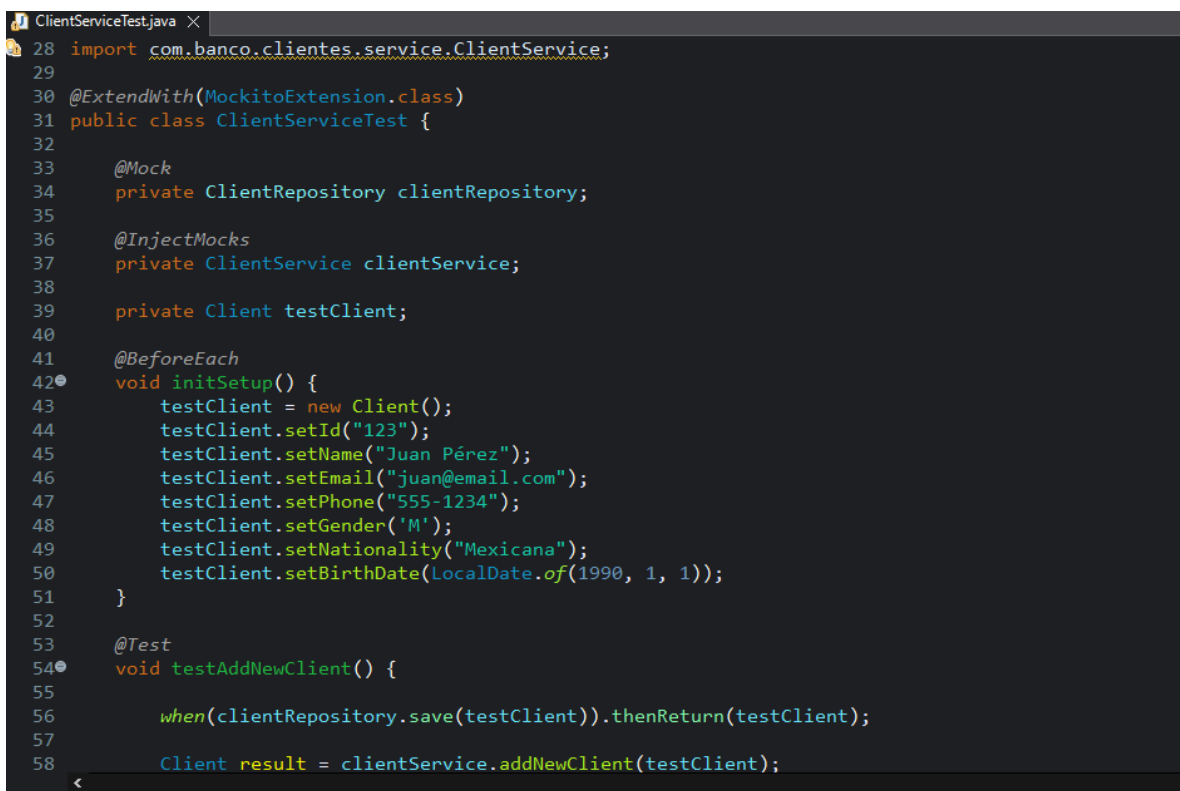 ClientServiceTest.java
28 import com.banco.clientes.service.ClientService;
29
30 @ExtendWith(MockitoExtension.class)
31 public class ClientServiceTest {
32
33     @Mock
34     private ClientRepository clientRepository;
35
36     @InjectMocks
37     private ClientService clientService;
38
39     private Client testClient;
40
41     @BeforeEach
42     void initSetup() {
43         testClient = new Client();
44         testClient.setId("123");
45         testClient.setName("Juan Pérez");
46         testClient.setEmail("juan@email.com");
47         testClient.setPhone("555-1234");
48         testClient.setGender('M');
49         testClient.setNationality("Mexicana");
50         testClient.setBirthDate(LocalDate.of(1990, 1, 1));
51     }
52
53     @Test
54     void testAddNewClient() {
55
56         when(clientRepository.save(testClient)).thenReturn(testClient);
57
58         Client result = clientService.addNewClient(testClient);